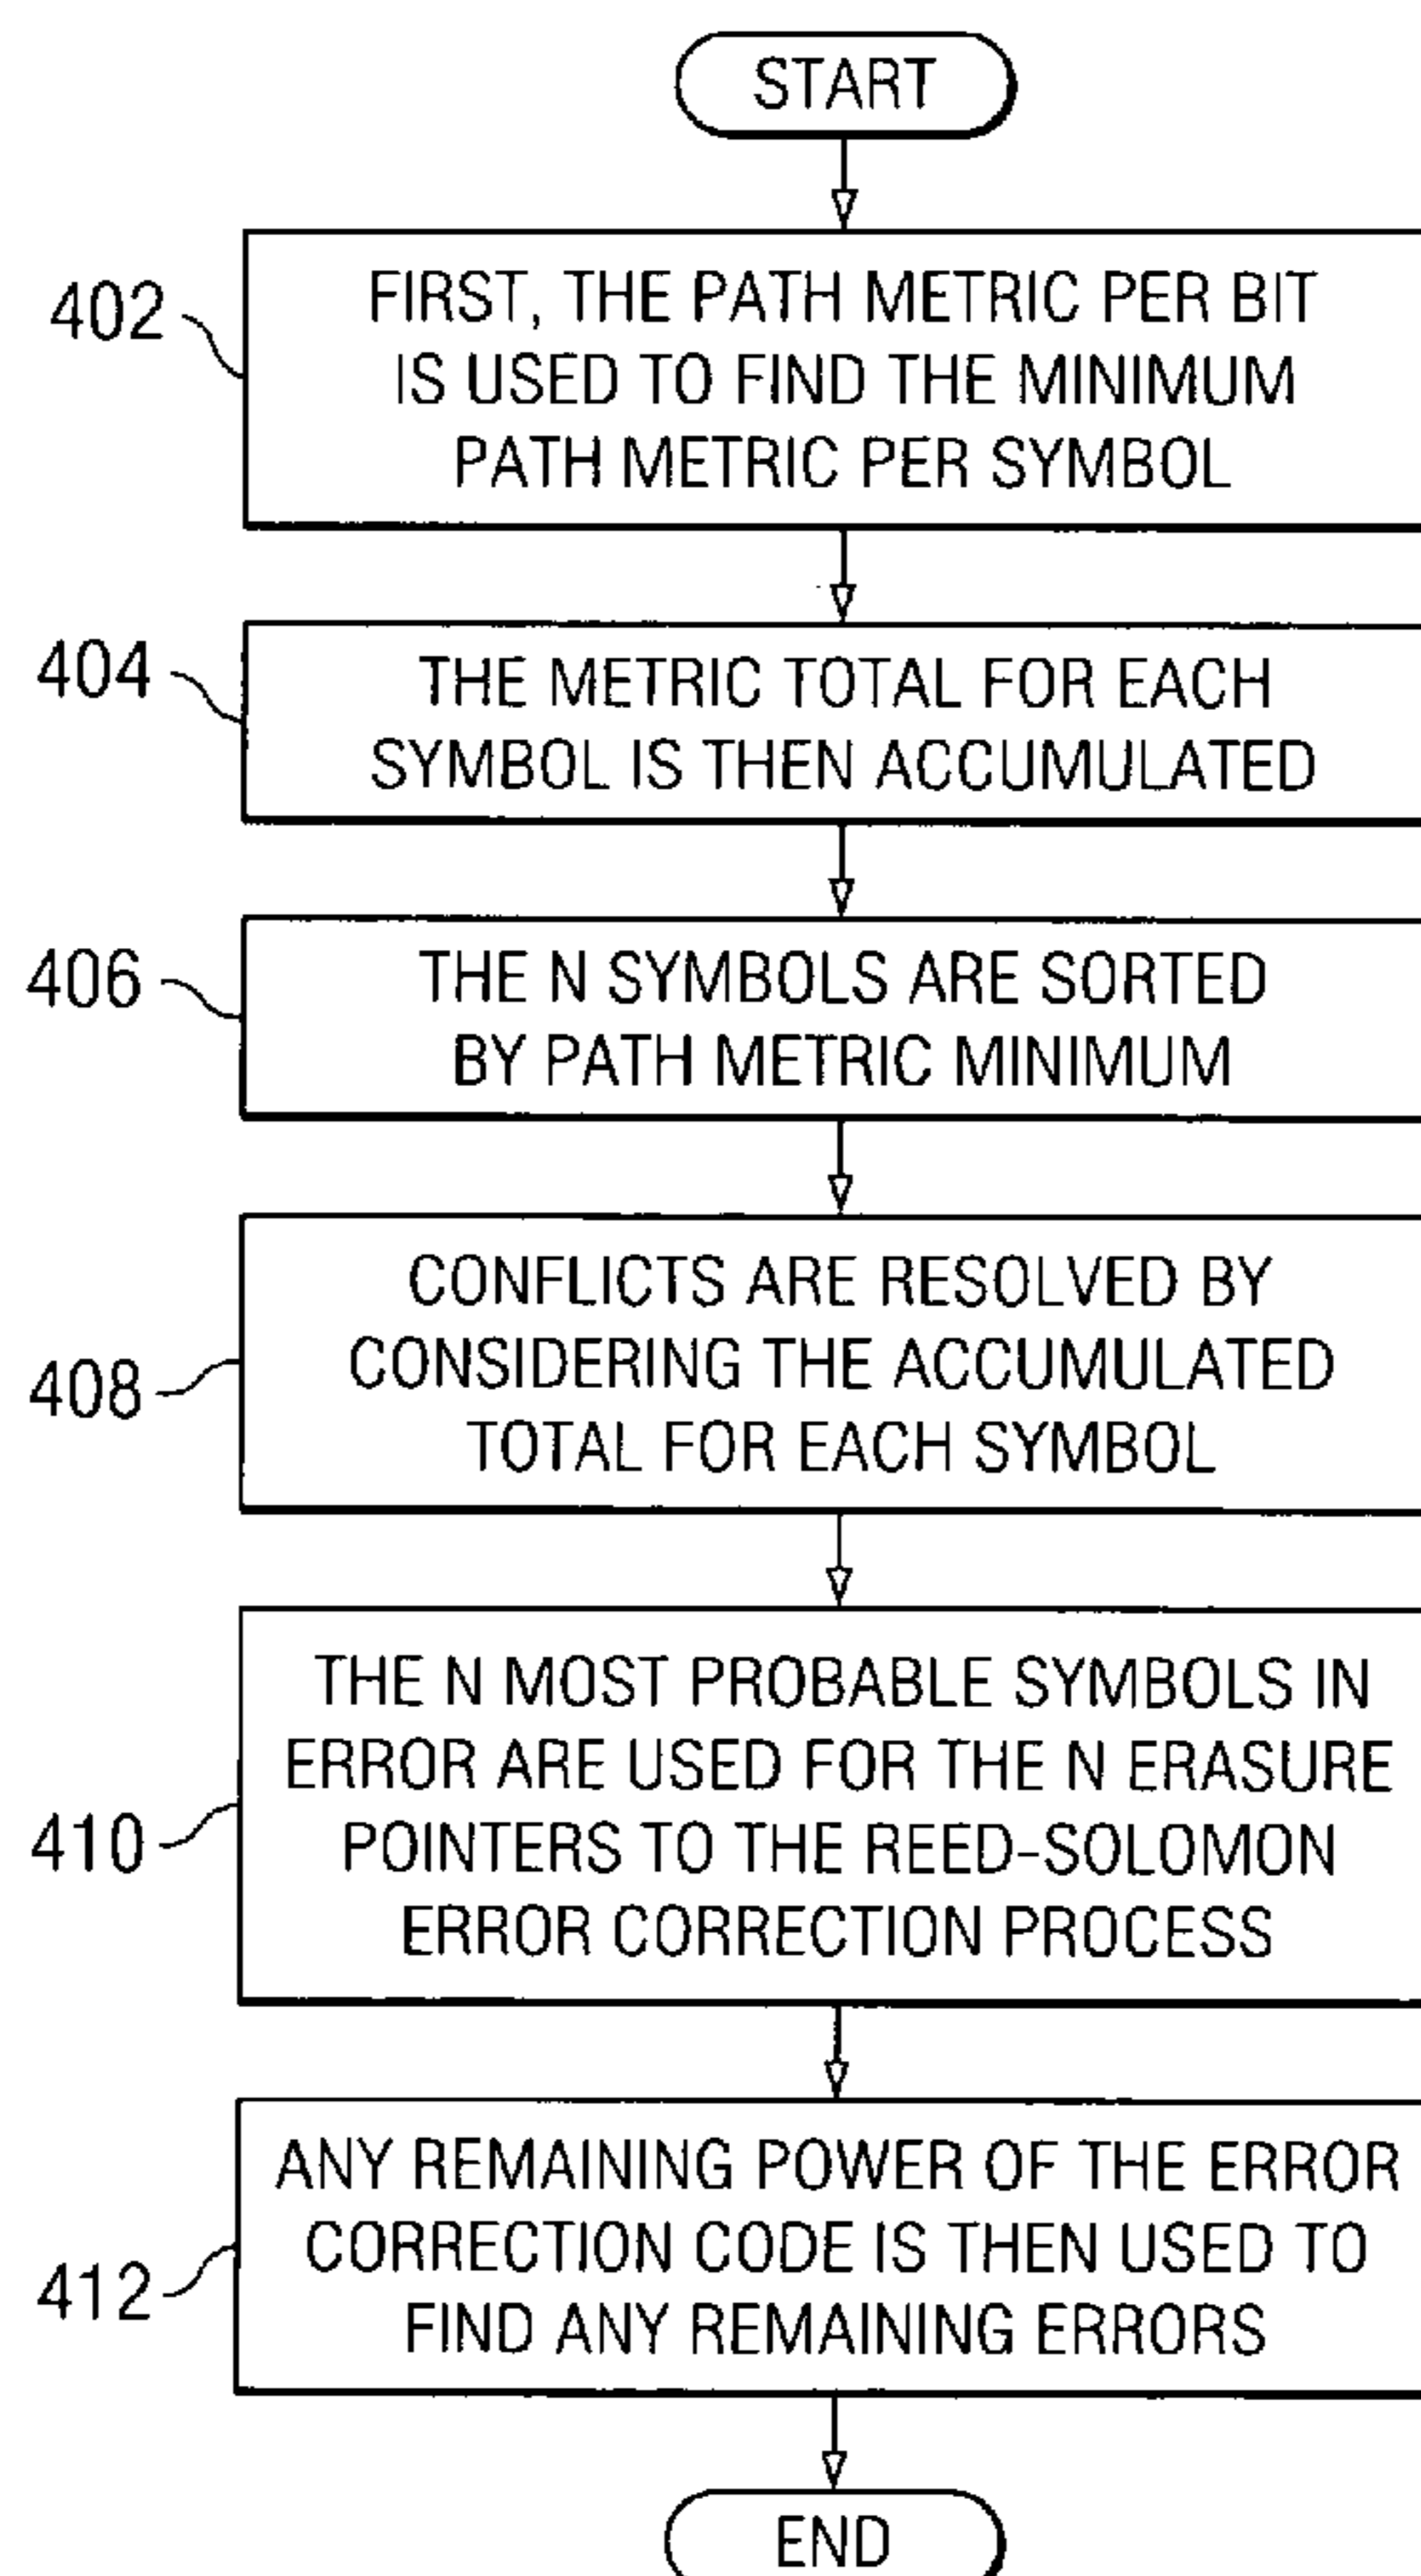 START
402
FIRST, THE PATH METRIC PER BIT
IS USED TO FIND THE MINIMUM
PATH METRIC PER SYMBOL
404
THE METRIC TOTAL FOR EACH
SYMBOL IS THEN ACCUMULATED
406
THE N SYMBOLS ARE SORTED
BY PATH METRIC MINIMUM
408
CONFLICTS ARE RESOLVED BY
CONSIDERING THE ACCUMULATED
TOTAL FOR EACH SYMBOL
410
THE N MOST PROBABLE SYMBOLS IN
ERROR ARE USED FOR THE N ERASURE
POINTERS TO THE REED-SOLOMON
ERROR CORRECTION PROCESS
412
ANY REMAINING POWER OF THE ERROR
CORRECTION CODE IS THEN USED TO
FIND ANY REMAINING ERRORS
END